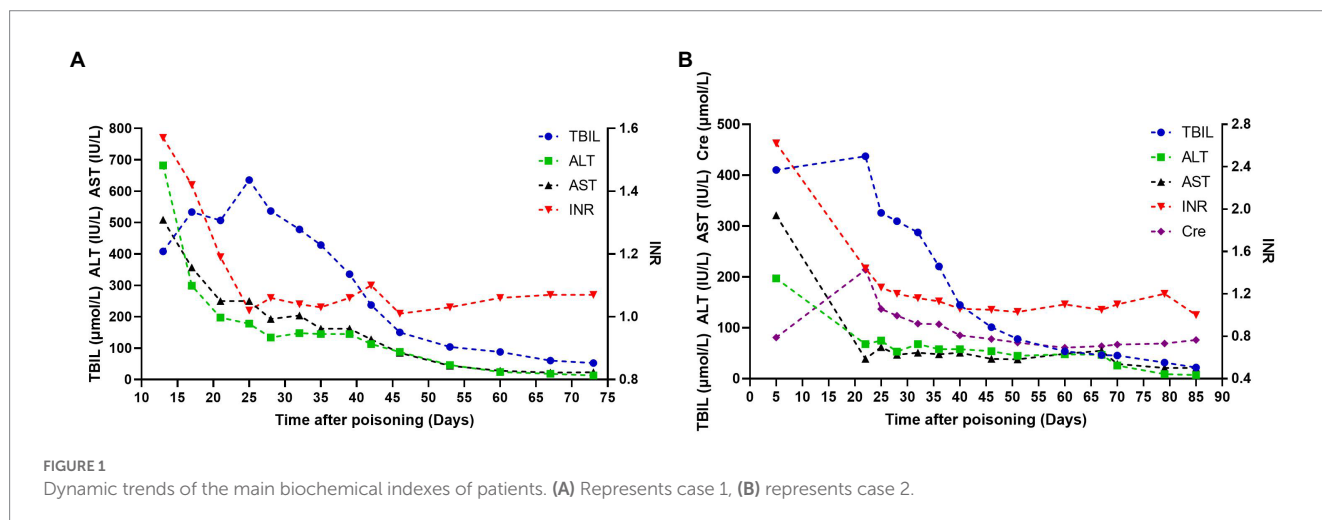 A
TBIL (μmol/L) ALT (IU/L) AST (IU/L)
800
700
600
500
400
300
200
100
0
10 15 20 25 30 35 40 45 50 55 60 65 70 75
Time after poisoning (Days)
1.6
1.4
1.2
1.0
0.8
INR
TBIL
ALT
AST
INR
B
TBIL (μmol/L) ALT (IU/L) AST (IU/L) Cre (μmol/L)
500
400
300
200
100
0
0 5 10 15 20 25 30 35 40 45 50 55 60 65 70 75 80 85 90
Time after poisoning (Days)
2.8
2.4
2.0
1.6
1.2
0.8
0.4
INR
TBIL
ALT
AST
INR
Cre
FIGURE 1
Dynamic trends of the main biochemical indexes of patients. (A) Represents case 1, (B) represents case 2.